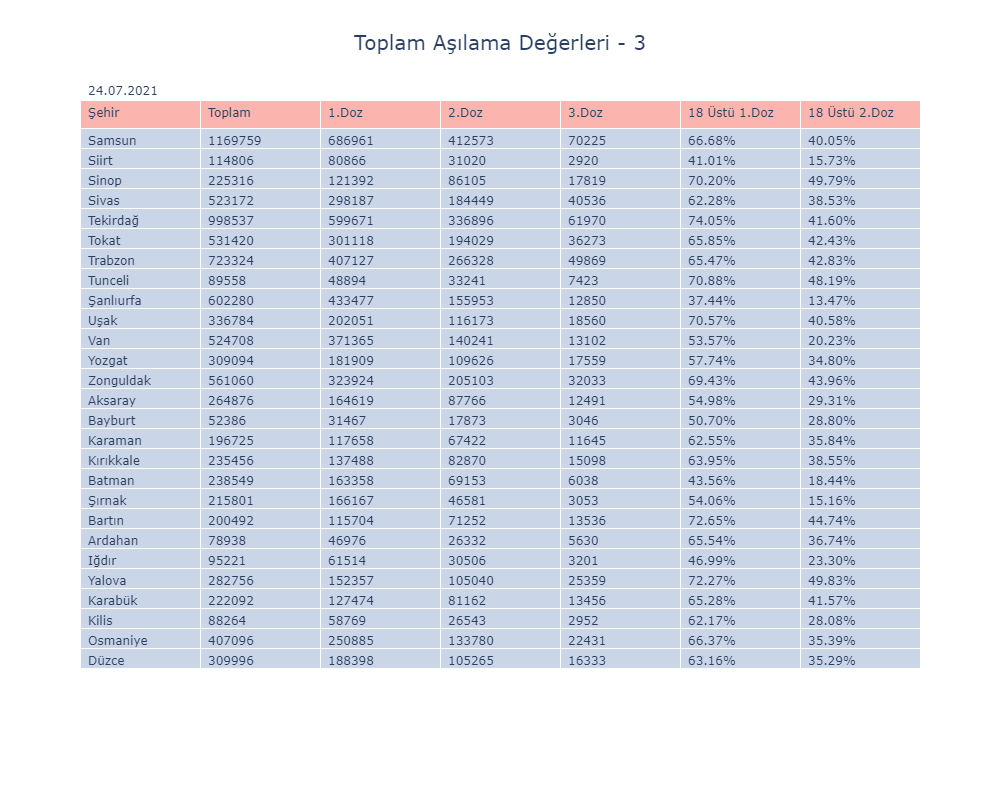 Toplam Aşılama Değerleri - 3
24.07.2021
Şehir Toplam 1.Doz 2.Doz 3.Doz 18 Üstü 1.Doz 18 Üstü 2.Doz
Samsun 1169759 686961 412573 70225 66.68% 40.05%
Siirt 114806 80866 31020 2920 41.01% 15.73%
Sinop 225316 121392 86105 17819 70.20% 49.79%
Sivas 523172 298187 184449 40536 62.28% 38.53%
Tekirdağ 998537 599671 336896 61970 74.05% 41.60%
Tokat 531420 301118 194029 36273 65.85% 42.43%
Trabzon 723324 407127 266328 49869 65.47% 42.83%
Tunceli 89558 48894 33241 7423 70.88% 48.19%
Şanlıurfa 602280 433477 155953 12850 37.44% 13.47%
Uşak 336784 202051 116173 18560 70.57% 40.58%
Van 524708 371365 140241 13102 53.57% 20.23%
Yozgat 309094 181909 109626 17559 57.74% 34.80%
Zonguldak 561060 323924 205103 32033 69.43% 43.96%
Aksaray 264876 164619 87766 12491 54.98% 29.31%
Bayburt 52386 31467 17873 3046 50.70% 28.80%
Karaman 196725 117658 67422 11645 62.55% 35.84%
Kırıkkale 235456 137488 82870 15098 63.95% 38.55%
Batman 238549 163358 69153 6038 43.56% 18.44%
Şırnak 215801 166167 46581 3053 54.06% 15.16%
Bartın 200492 115704 71252 13536 72.65% 44.74%
Ardahan 78938 46976 26332 5630 65.54% 36.74%
Iğdır 95221 61514 30506 3201 46.99% 23.30%
Yalova 282756 152357 105040 25359 72.27% 49.83%
Karabük 222092 127474 81162 13456 65.28% 41.57%
Kilis 88264 58769 26543 2952 62.17% 28.08%
Osmaniye 407096 250885 133780 22431 66.37% 35.39%
Düzce 309996 188398 105265 16333 63.16% 35.29%